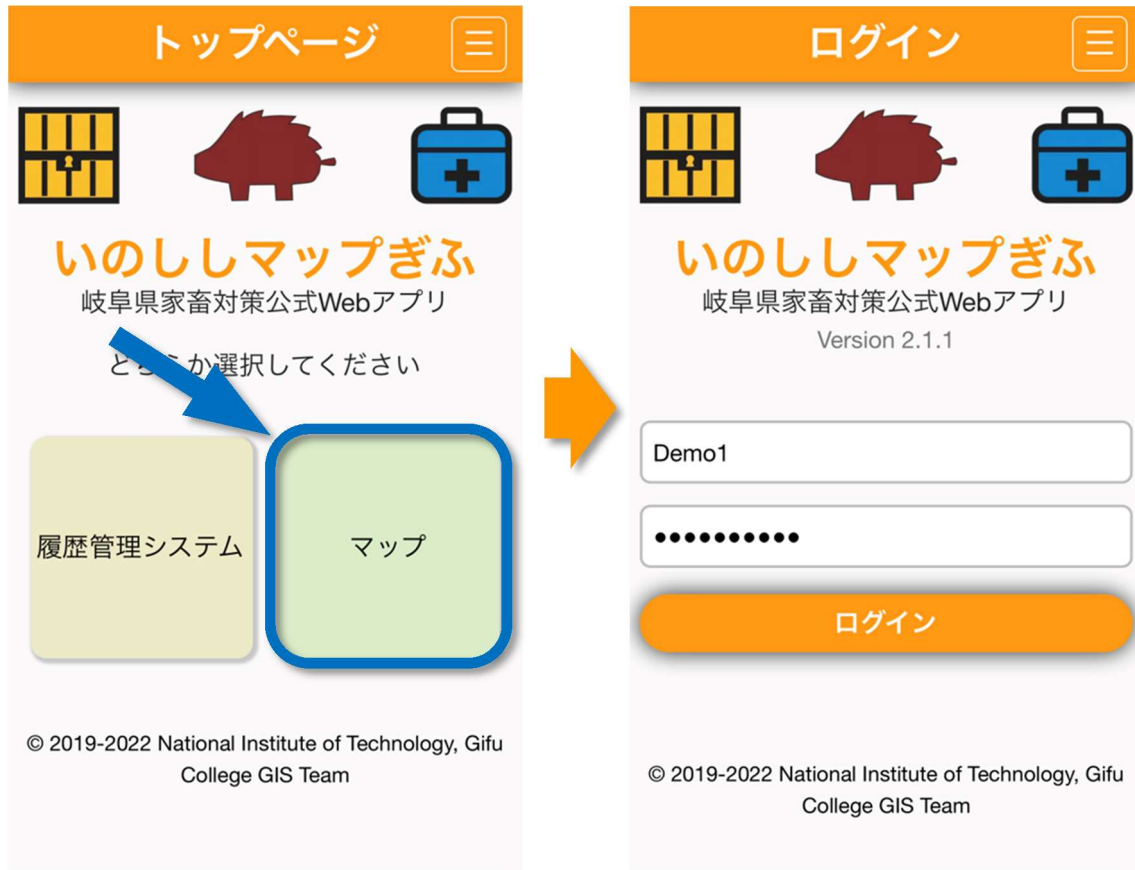 トップページ
いのししマップぎふ
岐阜県家畜対策公式Webアプリ
どちらか選択してください
履歴管理システム
マップ
© 2019-2022 National Institute of Technology, Gifu
College GIS Team
ログイン
いのししマップぎふ
岐阜県家畜対策公式Webアプリ
Version 2.1.1
Demo1
••••••••••
ログイン
© 2019-2022 National Institute of Technology, Gifu
College GIS Team